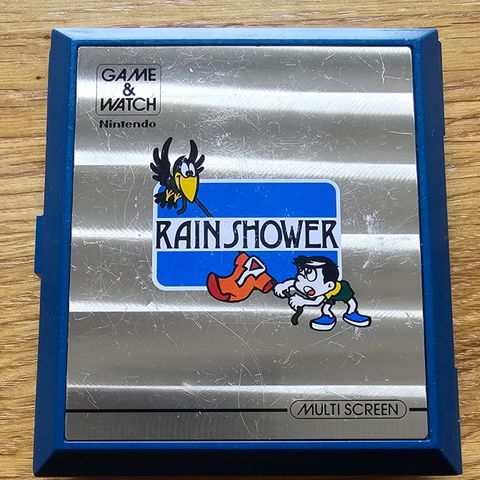 GAME
&
WATCH
Nintendo
RAIN SHOWER
MULTI SCREEN